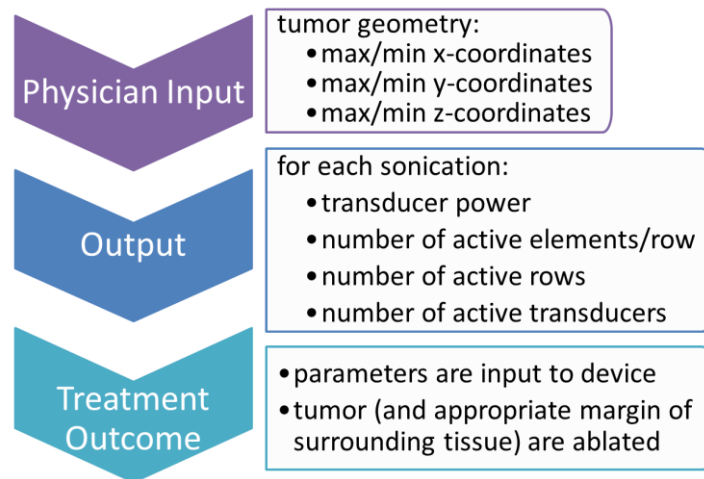 Physician Input
tumor geometry:
•max/min x-coordinates
•max/min y-coordinates
•max/min z-coordinates
Output
for each sonication:
•transducer power
•number of active elements/row
•number of active rows
•number of active transducers
Treatment
Outcome
•parameters are input to device
•tumor (and appropriate margin of
surrounding tissue) are ablated